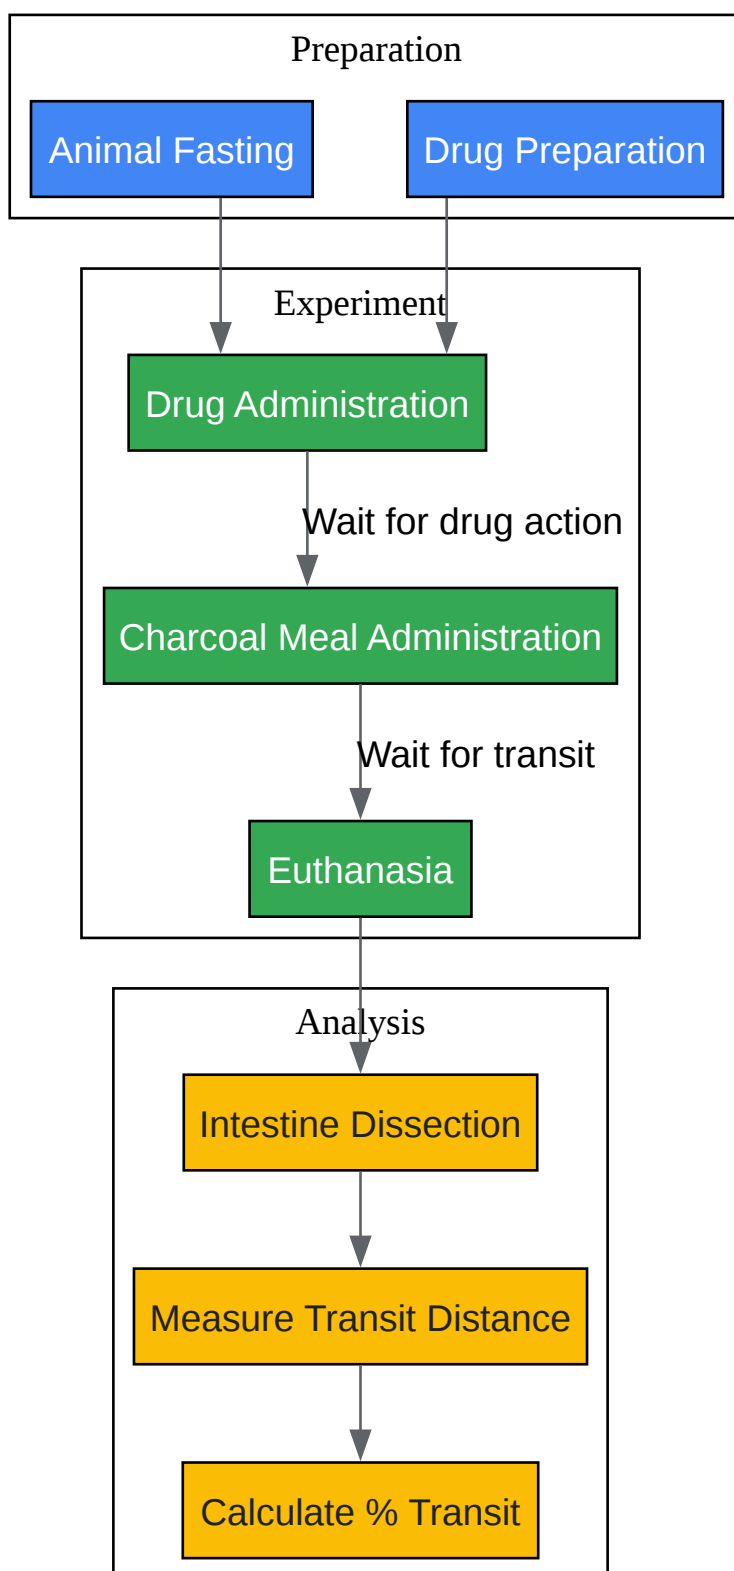 Preparation
Animal Fasting
Drug Preparation
Experiment
Drug Administration
Wait for drug action
Charcoal Meal Administration
Wait for transit
Euthanasia
Analysis
Intestine Dissection
Measure Transit Distance
Calculate % Transit